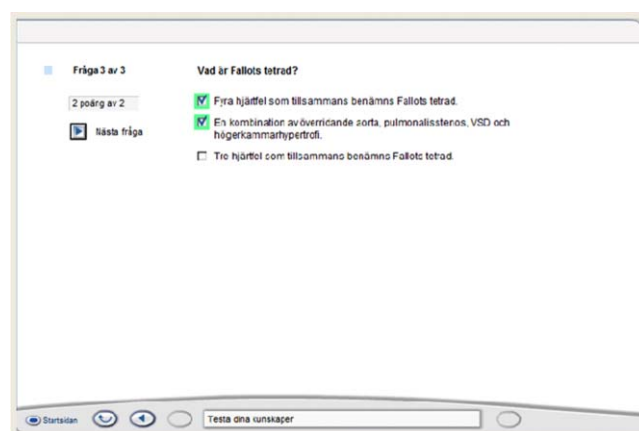 Fråga 3 av 3
Vad är Fallots tetrad?
2 poäng av 2
Nästa fråga
Fyra hjärtfel som tillsammans benämns Fallots tetrad.
En kombination av överridande aorta, pulmonalisstenos, VSD och
högerkammarhypertrofi.
Tre hjärtfel som tillsammans benämns Fallots tetrad.
Startsidan
Testa dina kunskaper